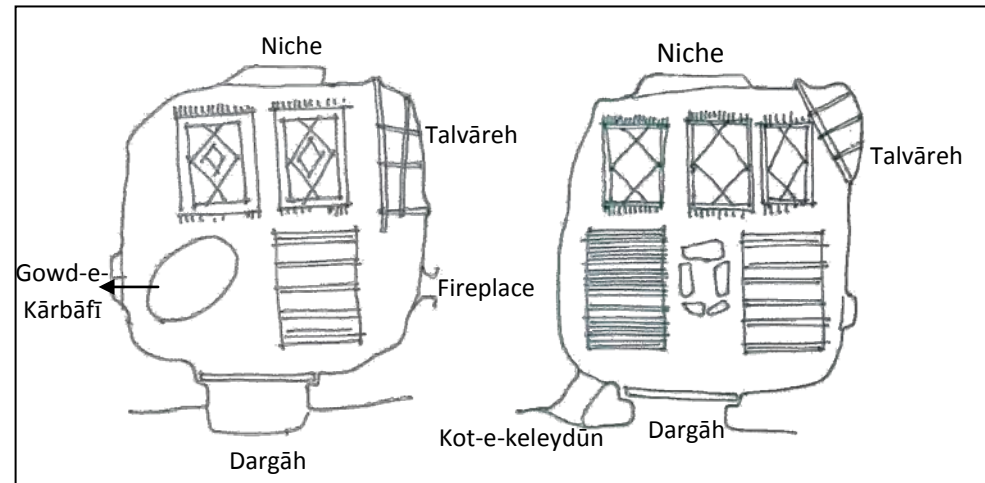 Niche
Talvāreh
Gowd-e-
Kārbāfī
Fireplace
Dargāh
Niche
Talvāreh
Kot-e-keleydūn
Dargāh